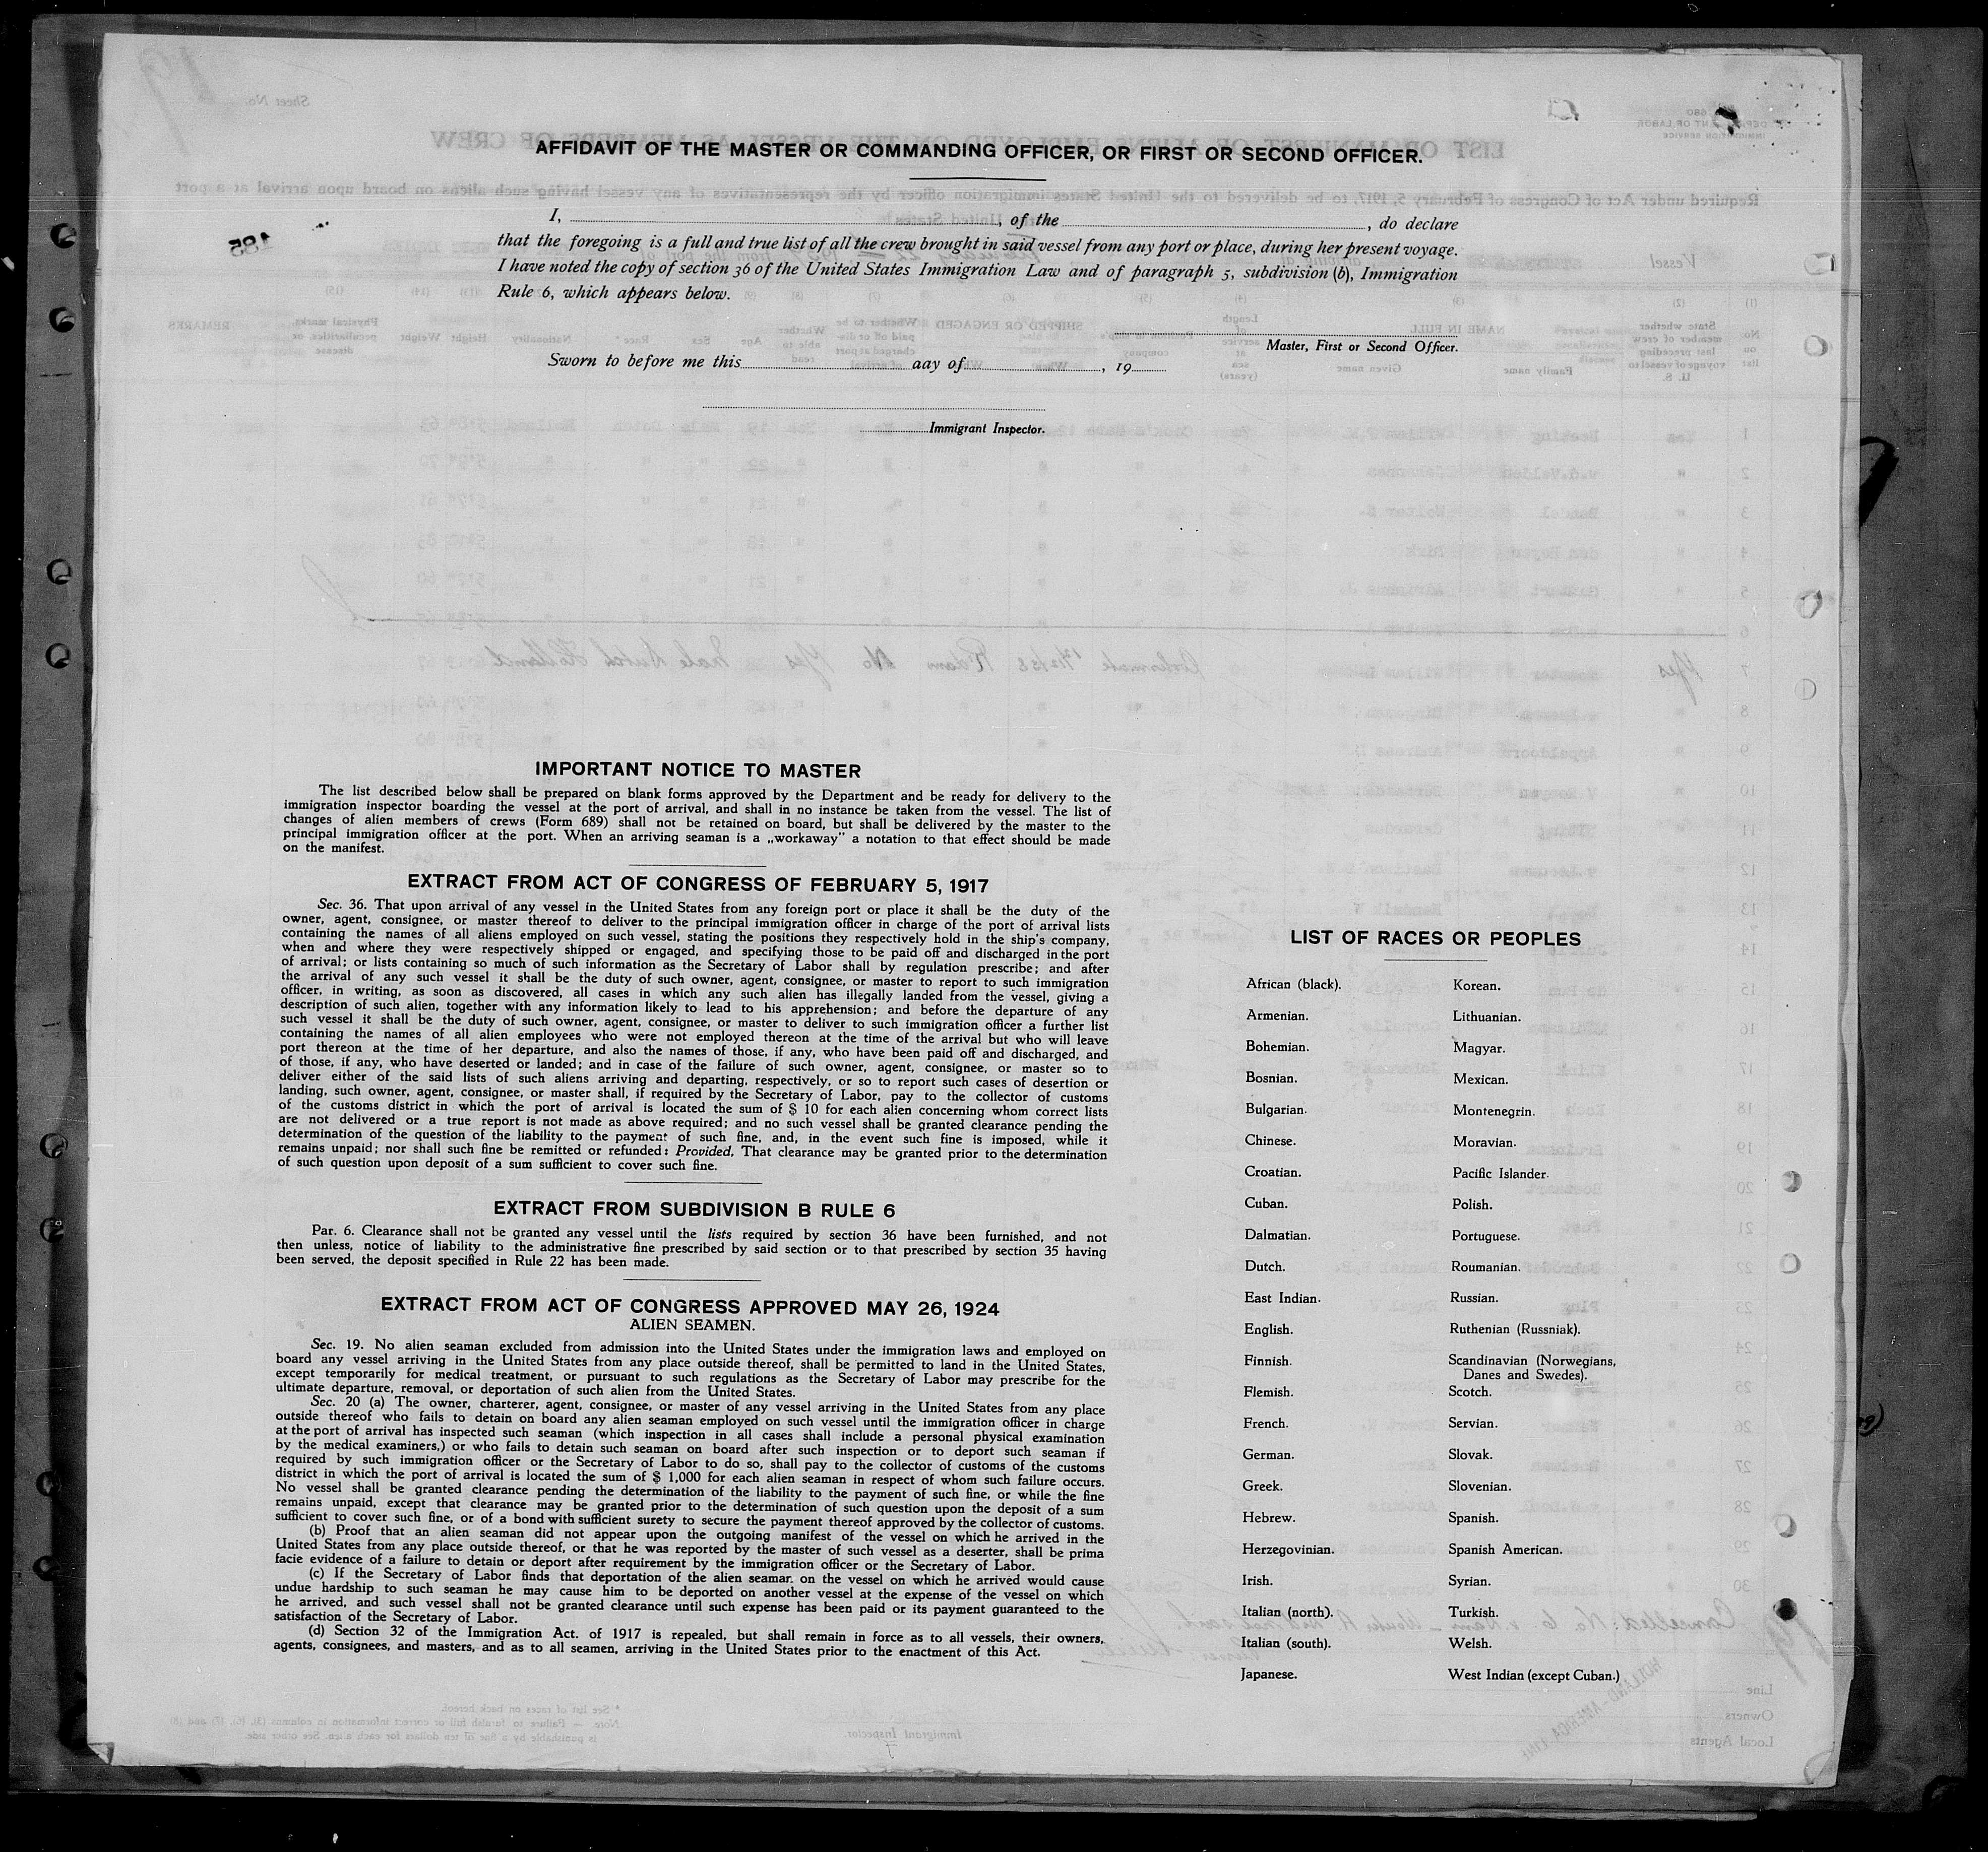 AFFIDAVIT OF THE MASTER OR COMMANDING OFFICER, OR FIRST OR SECOND OFFICER.
I, , of the , do declare
that the foregoing is a full and true list of all the crew brought in said vessel from any port or place, during her present voyage.
I have noted the copy of section 36 of the United States Immigration Law and of paragraph 5, subdivision (b), Immigration
Rule 6, which appears below.
Master, First or Second Officer.
Sworn to before me this aay of , 19
Immigrant Inspector.
185
IMPORTANT NOTICE TO MASTER
The list described below shall be prepared on blank forms approved by the Department and be ready for delivery to the
immigration inspector boarding the vessel at the port of arrival, and shall in no instance be taken from the vessel. The list of
changes of alien members of crews (Form 689) shall not be retained on board, but shall be delivered by the master to the
principal immigration officer at the port. When an arriving seaman is a „workaway” a notation to that effect should be made
on the manifest.
EXTRACT FROM ACT OF CONGRESS OF FEBRUARY 5, 1917
Sec. 36. That upon arrival of any vessel in the United States from any foreign port or place it shall be the duty of the
owner, agent, consignee, or master thereof to deliver to the principal immigration officer in charge of the port of arrival lists
containing the names of all aliens employed on such vessel, stating the positions they respectively hold in the ship's company,
when and where they were respectively shipped or engaged, and specifying those to be paid off and discharged in the port
of arrival; or lists containing so much of such information as the Secretary of Labor shall by regulation prescribe; and after
the arrival of any such vessel it shall be the duty of such owner, agent, consignee, or master to report to such immigration
officer, in writing, as soon as discovered, all cases in which any such alien has illegally landed from the vessel, giving a
description of such alien, together with any information likely to lead to his apprehension; and before the departure of any
such vessel it shall be the duty of such owner, agent, consignee, or master to deliver to such immigration officer a further list
containing the names of all alien employees who were not employed thereon at the time of the arrival but who will leave
port thereon at the time of her departure, and also the names of those, if any, who have been paid off and discharged, and
of those, if any, who have deserted or landed; and in case of the failure of such owner, agent, consignee, or master so to
deliver either of the said lists of such aliens arriving and departing, respectively, or so to report such cases of desertion or
landing, such owner, agent, consignee, or master shall, if required by the Secretary of Labor, pay to the collector of customs
of the customs district in which the port of arrival is located the sum of $ 10 for each alien concerning whom correct lists
are not delivered or a true report is not made as above required; and no such vessel shall be granted clearance pending the
determination of the question of the liability to the payment of such fine, and, in the event such fine is imposed, while it
remains unpaid; nor shall such fine be remitted or refunded: Provided, That clearance may be granted prior to the determination
of such question upon deposit of a sum sufficient to cover such fine.
EXTRACT FROM SUBDIVISION B RULE 6
Par. 6. Clearance shall not be granted any vessel until the lists required by section 36 have been furnished, and not
then unless, notice of liability to the administrative fine prescribed by said section or to that prescribed by section 35 having
been served, the deposit specified in Rule 22 has been made.
EXTRACT FROM ACT OF CONGRESS APPROVED MAY 26, 1924
ALIEN SEAMEN.
Sec. 19. No alien seaman excluded from admission into the United States under the immigration laws and employed on
board any vessel arriving in the United States from any place outside thereof, shall be permitted to land in the United States,
except temporarily for medical treatment, or pursuant to such regulations as the Secretary of Labor may prescribe for the
ultimate departure, removal, or deportation of such alien from the United States.
Sec. 20 (a) The owner, charterer, agent, consignee, or master of any vessel arriving in the United States from any place
outside thereof who fails to detain on board any alien seaman employed on such vessel until the immigration officer in charge
at the port of arrival has inspected such seaman (which inspection in all cases shall include a personal physical examination
by the medical examiners,) or who fails to detain such seaman on board after such inspection or to deport such seaman if
required by such immigration officer or the Secretary of Labor to do so, shall pay to the collector of customs of the customs
district in which the port of arrival is located the sum of $ 1,000 for each alien seaman in respect of whom such failure occurs.
No vessel shall be granted clearance pending the determination of the liability to the payment of such fine, or while the fine
remains unpaid, except that clearance may be granted prior to the determination of such question upon the deposit of a sum
sufficient to cover such fine, or of a bond with sufficient surety to secure the payment thereof approved by the collector of customs.
(b) Proof that an alien seaman did not appear upon the outgoing manifest of the vessel on which he arrived in the
United States from any place outside thereof, or that he was reported by the master of such vessel as a deserter, shall be prima
facie evidence of a failure to detain or deport after requirement by the immigration officer or the Secretary of Labor.
(c) If the Secretary of Labor finds that deportation of the alien seamar. on the vessel on which he arrived would cause
undue hardship to such seaman he may cause him to be deported on another vessel at the expense of the vessel on which
he arrived, and such vessel shall not be granted clearance until such expense has been paid or its payment guaranteed to the
satisfaction of the Secretary of Labor.
(d) Section 32 of the Immigration Act. of 1917 is repealed, but shall remain in force as to all vessels, their owners,
agents, consignees, and masters, and as to all seamen, arriving in the United States prior to the enactment of this Act.
LIST OF RACES OR PEOPLES
African (black).
Armenian.
Bohemian.
Bosnian.
Bulgarian.
Chinese.
Croatian.
Cuban.
Dalmatian.
Dutch.
East Indian.
English.
Finnish.
Flemish.
French.
German.
Greek.
Hebrew.
Herzegovinian.
Irish.
Italian (north).
Italian (south).
Japanese.
Korean.
Lithuanian.
Magyar.
Mexican.
Montenegrin.
Moravian.
Pacific Islander.
Polish.
Portuguese.
Roumanian.
Russian.
Ruthenian (Russniak).
Scandinavian (Norwegians,
Danes and Swedes).
Scotch.
Servian.
Slovak.
Slovenian.
Spanish.
Spanish American.
Syrian.
Turkish.
Welsh.
West Indian (except Cuban.)